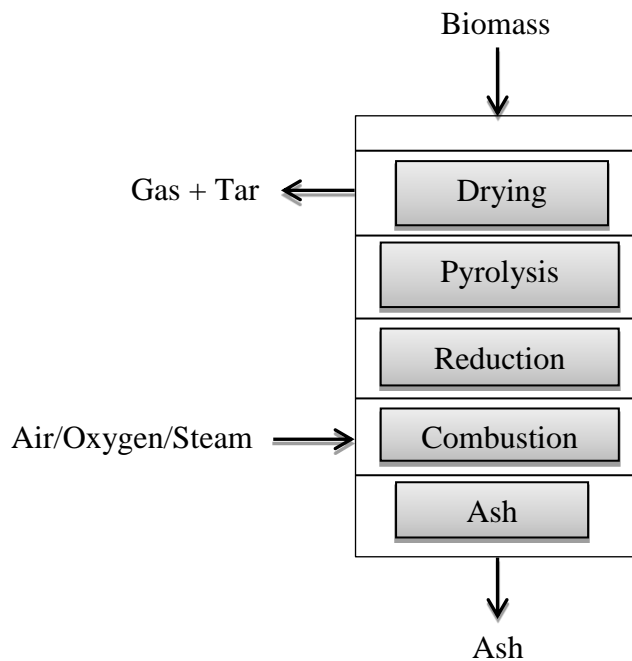 Biomass
Gas + Tar
Drying
Pyrolysis
Reduction
Air/Oxygen/Steam
Combustion
Ash
Ash